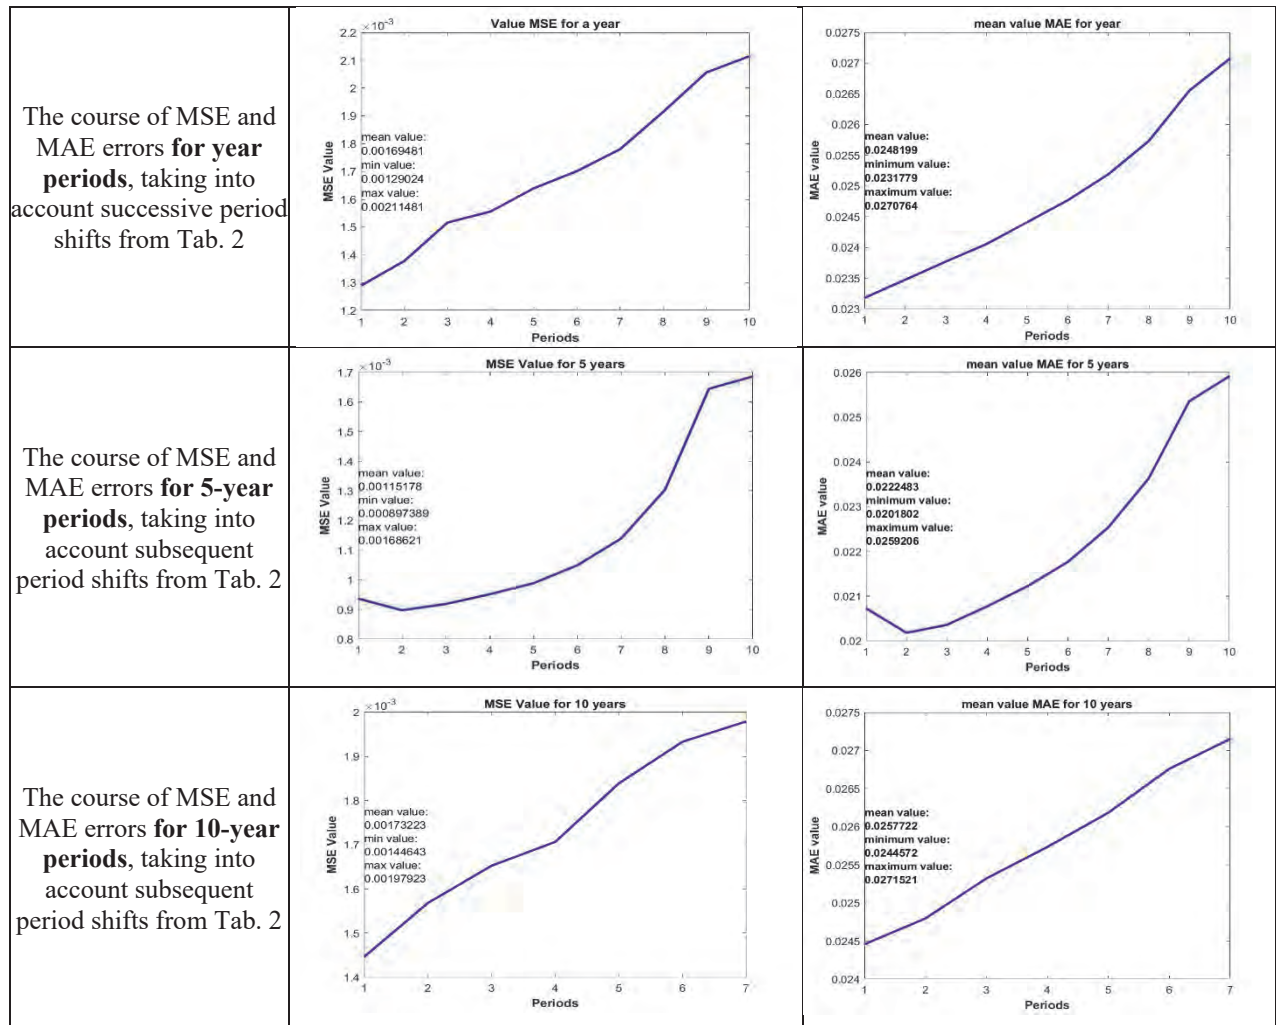 The course of MSE and
MAE errors for year
periods, taking into
account successive period
shifts from Tab. 2
Value MSE for a year
×10⁻³
2.2
2.1
2
1.9
1.8
1.7
1.6
1.5
1.4
1.3
1.2
MSE Value
mean value:
0.00169481
min value:
0.00129024
max value:
0.00211481
1 2 3 4 5 6 7 8 9 10
Periods
mean value MAE for year
0.0275
0.027
0.0265
0.026
0.0255
0.025
0.0245
0.024
0.0235
0.023
MAE value
mean value:
0.0248199
minimum value:
0.0231779
maximum value:
0.0270764
1 2 3 4 5 6 7 8 9 10
Periods
The course of MSE and
MAE errors for 5-year
periods, taking into
account subsequent
period shifts from Tab. 2
MSE Value for 5 years
×10⁻³
1.7
1.6
1.5
1.4
1.3
1.2
1.1
1
0.9
0.8
MSE Value
mean value:
0.00115178
min value:
0.000897389
max value:
0.00168621
1 2 3 4 5 6 7 8 9 10
Periods
mean value MAE for 5 years
0.026
0.025
0.024
0.023
0.022
0.021
0.02
MAE value
mean value:
0.0222483
minimum value:
0.0201802
maximum value:
0.0259206
1 2 3 4 5 6 7 8 9 10
Periods
The course of MSE and
MAE errors for 10-year
periods, taking into
account subsequent
period shifts from Tab. 2
MSE Value for 10 years
×10⁻³
2
1.9
1.8
1.7
1.6
1.5
1.4
MSE Value
mean value:
0.00173223
min value:
0.00144643
max value:
0.00197923
1 2 3 4 5 6 7
Periods
mean value MAE for 10 years
0.0275
0.027
0.0265
0.026
0.0255
0.025
0.0245
0.024
MAE value
mean value:
0.0257722
minimum value:
0.0244572
maximum value:
0.0271521
1 2 3 4 5 6 7
Periods